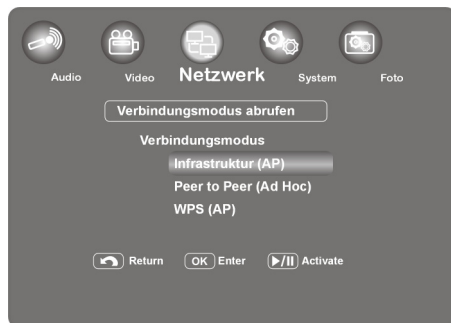 Audio Video Netzwerk System Foto
Verbindungsmodus abrufen
Verbindungsmodus
Infrastruktur (AP)
Peer to Peer (Ad Hoc)
WPS (AP)
Return OK Enter Activate